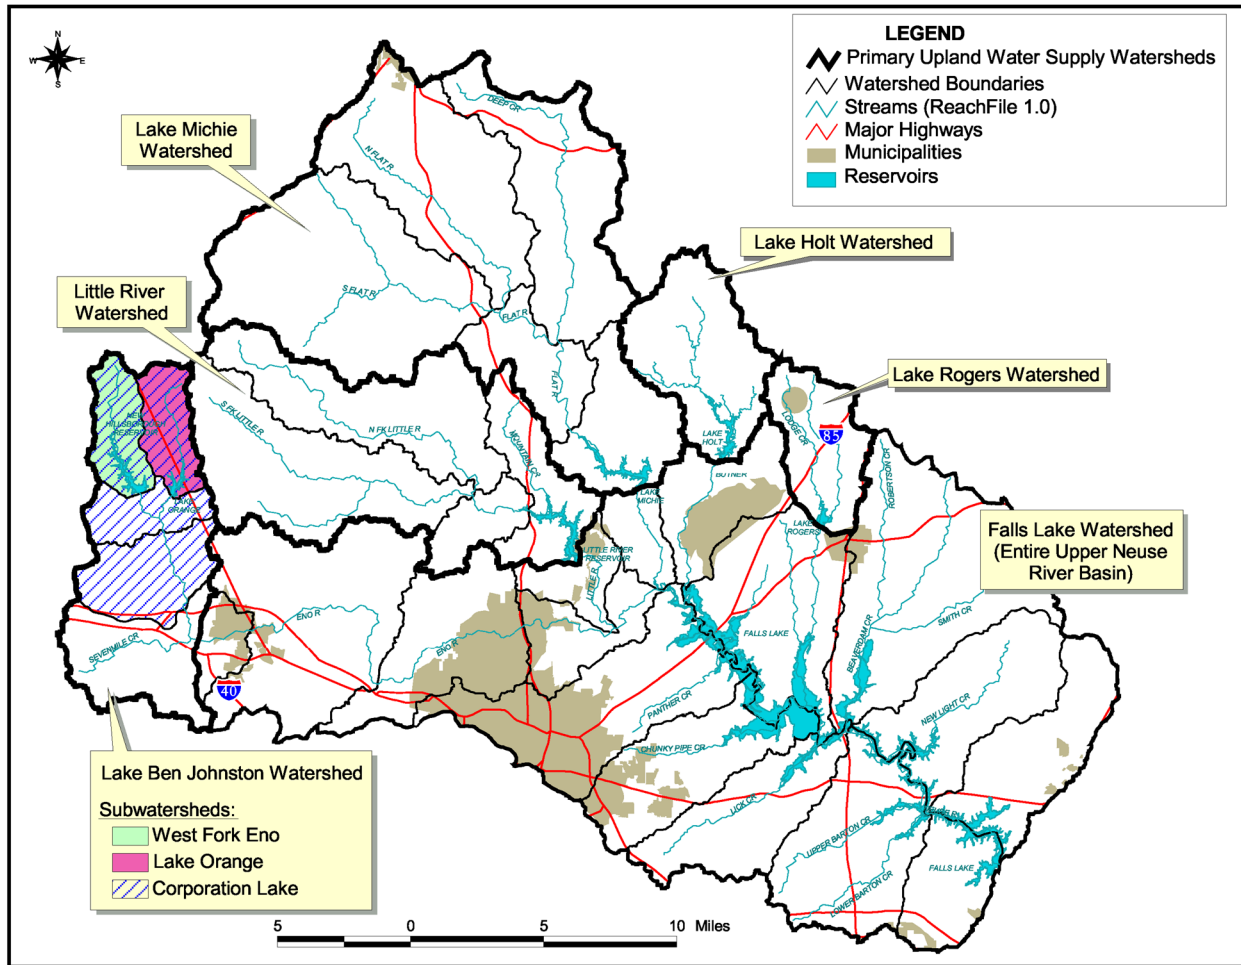 N
W E
S
LEGEND
Primary Upland Water Supply Watersheds
Watershed Boundaries
Streams (ReachFile 1.0)
Major Highways
Municipalities
Reservoirs
Lake Michie
Watershed
DEEP CR
N FLAT R
Lake Holt Watershed
Little River
Watershed
S FLAT R
FLAT R
FLAT R
Lake Rogers Watershed
S FK LITTLE R
N FK LITTLE R
MOUNTAIN CR
LAKE
HOLT
LODGE CR
85
ROBERTSON CR
HILLSBOROUGH
RESERVOIR
LAKE
ORANGE
BUTNER
LAKE
MICHIE
LAKE
ROGERS
Falls Lake Watershed
(Entire Upper Neuse
River Basin)
LITTLE RIVER
RESERVOIR
LITTLE R
ENO R
ENO R
SEVENMILE CR
FALLS LAKE
BEAVERDAM CR
SMITH CR
40
PANTHER CR
CHUNKY PIPE CR
NEW LIGHT CR
LICK CR
UPPER BARTON CR
LOWER BARTON CR
FALLS LAKE
Lake Ben Johnston Watershed
Subwatersheds:
West Fork Eno
Lake Orange
Corporation Lake
5 0 5 10 Miles